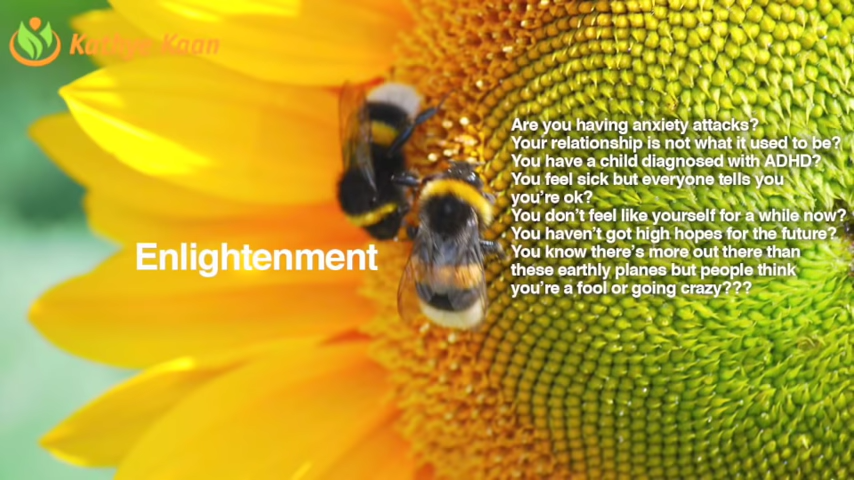 Kathye Kaan
Are you having anxiety attacks?
Your relationship is not what it used to be?
You have a child diagnosed with ADHD?
You feel sick but everyone tells you
you're ok?
You don't feel like yourself for a while now?
You haven't got high hopes for the future?
You know there's more out there than
these earthly planes but people think
you're a fool or going crazy???
Enlightenment